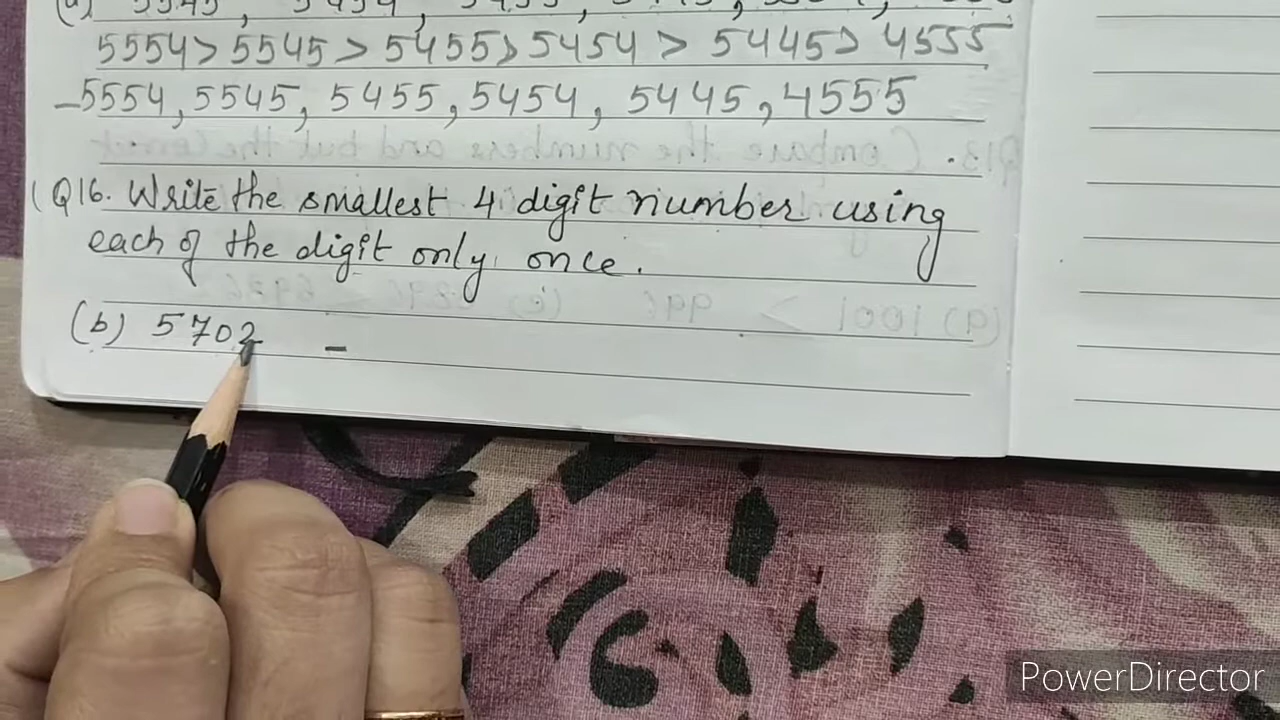 5554 > 5545 > 5455 > 5454 > 5445 > 4555
-5554, 5545, 5455, 5454, 5445, 4555
Q16. Write the smallest 4 digit number using
each of the digit only once.
(b) 5702 -
PowerDirector